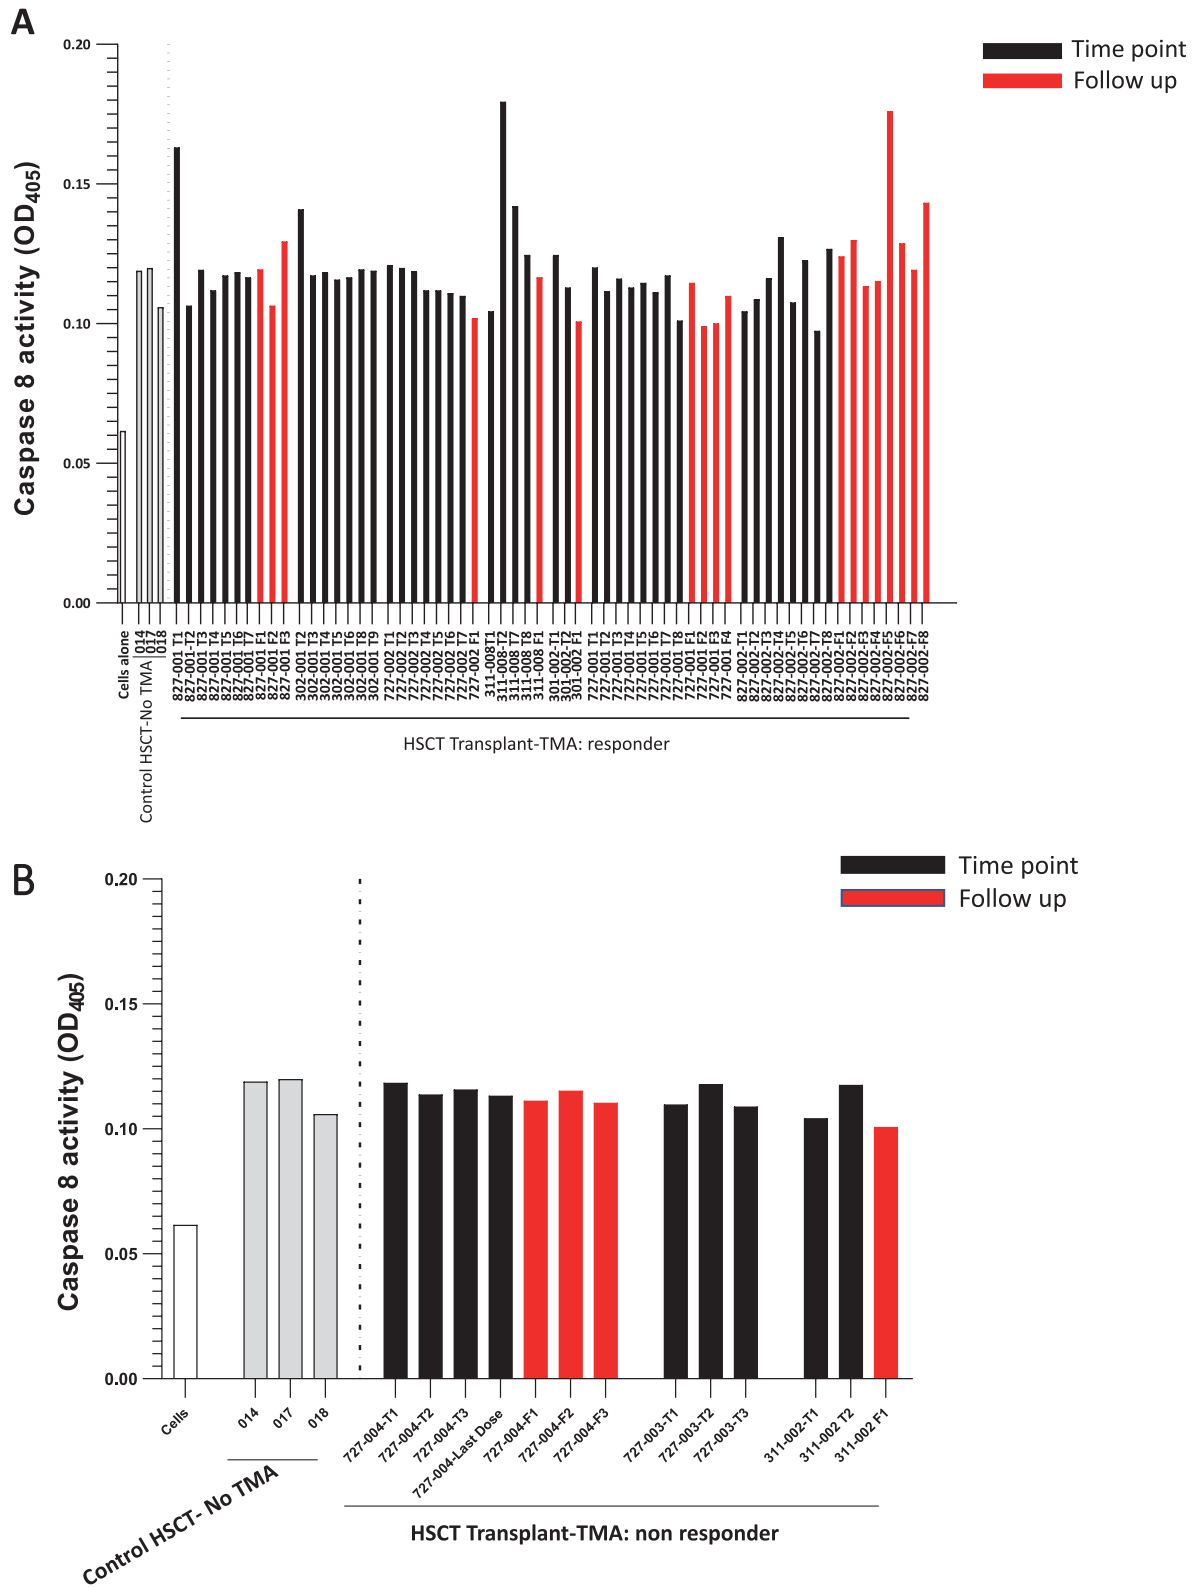 A
Time point
Follow up
Caspase 8 activity (OD405)
0.20
0.15
0.10
0.05
0.00
Cells alone
014
017
018
Control HSCT-No TMA
827-001 T1
827-001-T2
827-001 T3
827-001 T4
827-001 T5
827-001 T6
827-001 T7
827-001 F1
827-001 F2
827-001 F3
302-001 T2
302-001 T3
302-001 T4
302-001 T5
302-001 T6
302-001 T8
302-001 T9
727-002 T1
727-002 T2
727-002 T3
727-002 T4
727-002 T5
727-002 T6
727-002 T7
727-002 F1
311-008T1
311-008-T2
311-008 T7
311-008 T8
311-008 F1
301-002-T1
301-002-T2
301-002 F1
727-001 T1
727-001 T2
727-001 T3
727-001 T4
727-001 T5
727-001 T6
727-001 T7
727-001 T8
727-001 F1
727-001 F2
727-001 F3
727-001 F4
827-002-T1
827-002-T2
827-002-T3
827-002-T4
827-002-T5
827-002-T6
827-002-T7
827-002-T8
827-002-F1
827-002-F2
827-002-F3
827-002-F4
827-002-F5
827-002-F6
827-002-F7
827-002-F8
HSCT Transplant-TMA: responder
B
Time point
Follow up
Caspase 8 activity (OD405)
0.20
0.15
0.10
0.05
0.00
Cells
014
017
018
Control HSCT- No TMA
727-004-T1
727-004-T2
727-004-T3
727-004-Last Dose
727-004-F1
727-004-F2
727-004-F3
727-003-T1
727-003-T2
727-003-T3
311-002-T1
311-002 T2
311-002 F1
HSCT Transplant-TMA: non responder